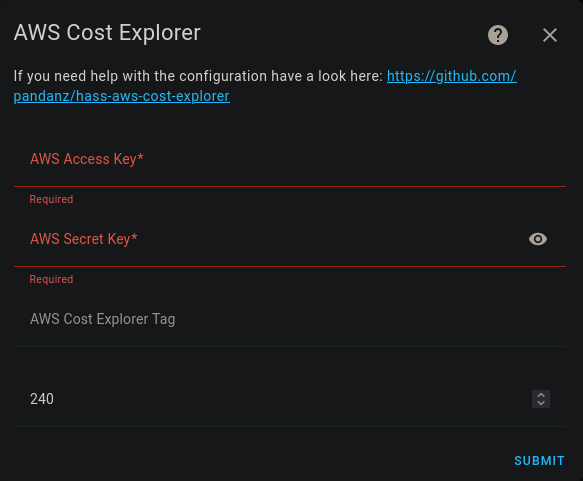 AWS Cost Explorer
If you need help with the configuration have a look here: https://github.com/
pandanz/hass-aws-cost-explorer
AWS Access Key*
Required
AWS Secret Key*
Required
AWS Cost Explorer Tag
240
SUBMIT